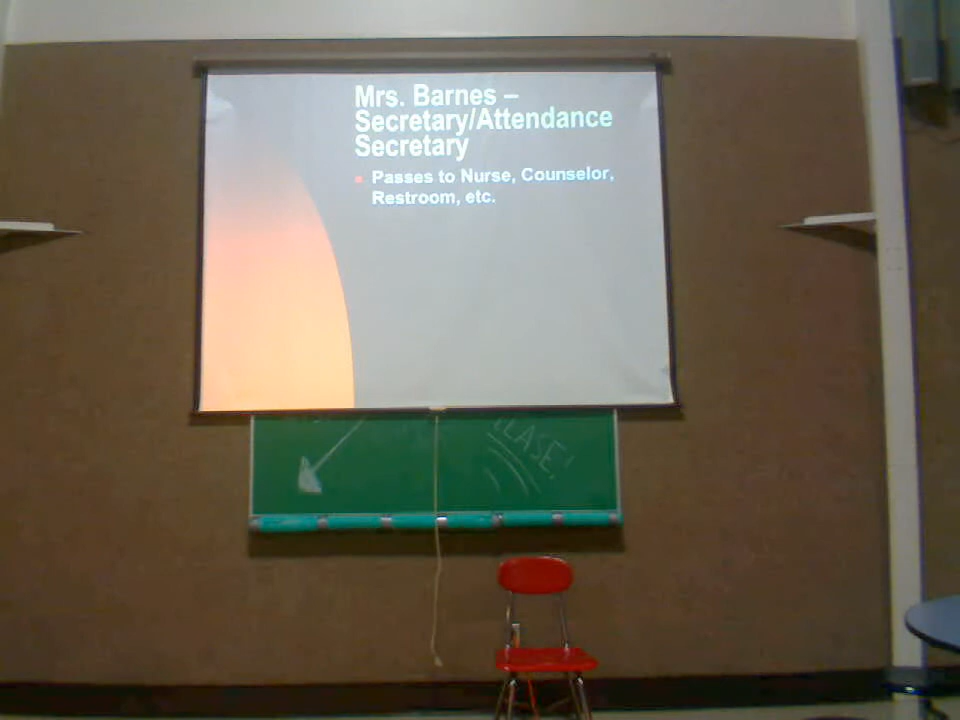 Mrs. Barnes –
Secretary/Attendance
Secretary
Passes to Nurse, Counselor,
Restroom, etc.